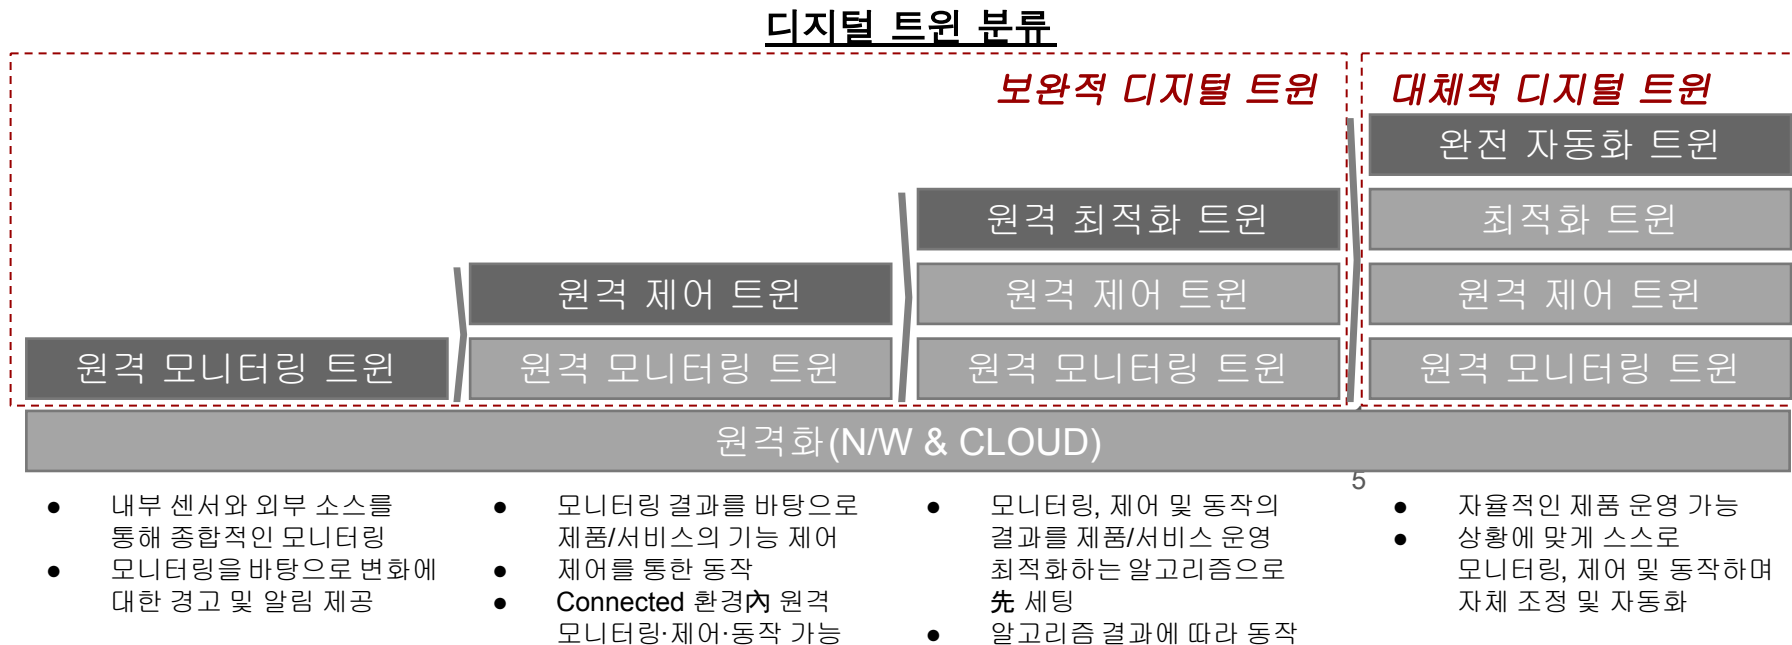 디지털 트윈 분류
보완적 디지털 트윈
대체적 디지털 트윈
완전 자동화 트윈
원격 최적화 트윈
최적화 트윈
원격 제어 트윈
원격 제어 트윈
원격 제어 트윈
원격 모니터링 트윈
원격 모니터링 트윈
원격 모니터링 트윈
원격 모니터링 트윈
원격화(N/W & CLOUD)
5
● 내부 센서와 외부 소스를
통해 종합적인 모니터링
● 모니터링을 바탕으로 변화에
대한 경고 및 알림 제공
● 모니터링 결과를 바탕으로
제품/서비스의 기능 제어
● 제어를 통한 동작
● Connected 환경內 원격
모니터링·제어·동작 가능
● 모니터링, 제어 및 동작의
결과를 제품/서비스 운영
최적화하는 알고리즘으로
先 세팅
● 알고리즘 결과에 따라 동작
● 자율적인 제품 운영 가능
● 상황에 맞게 스스로
모니터링, 제어 및 동작하며
자체 조정 및 자동화